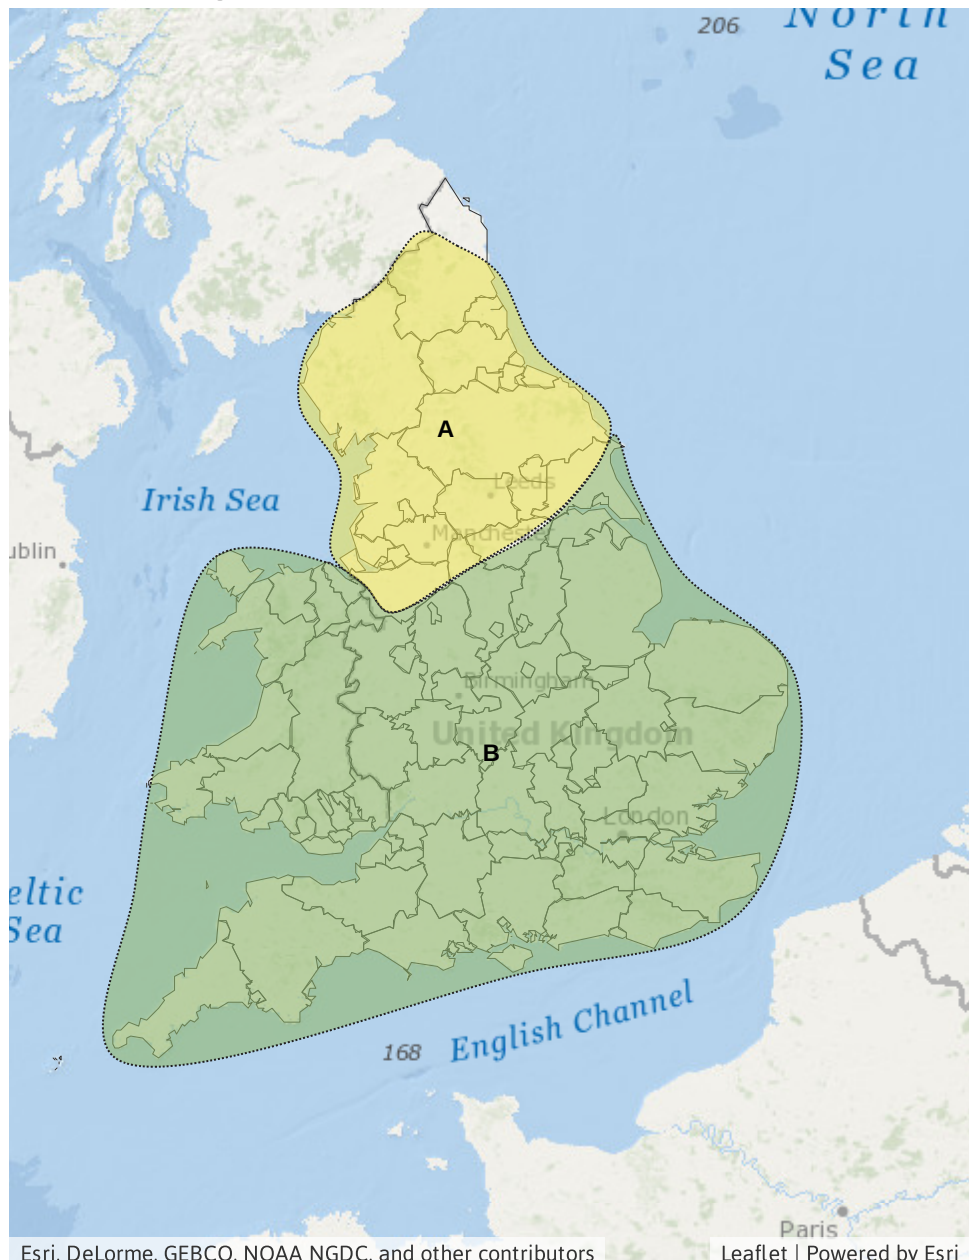 206
North
Sea
A
Leeds
Irish Sea
Manchester
ublin
Birmingham
United Kingdom
B
London
eltic
Sea
English Channel
168
Paris
Esri, DeLorme, GEBCO, NOAA NGDC, and other contributors
Leaflet | Powered by Esri